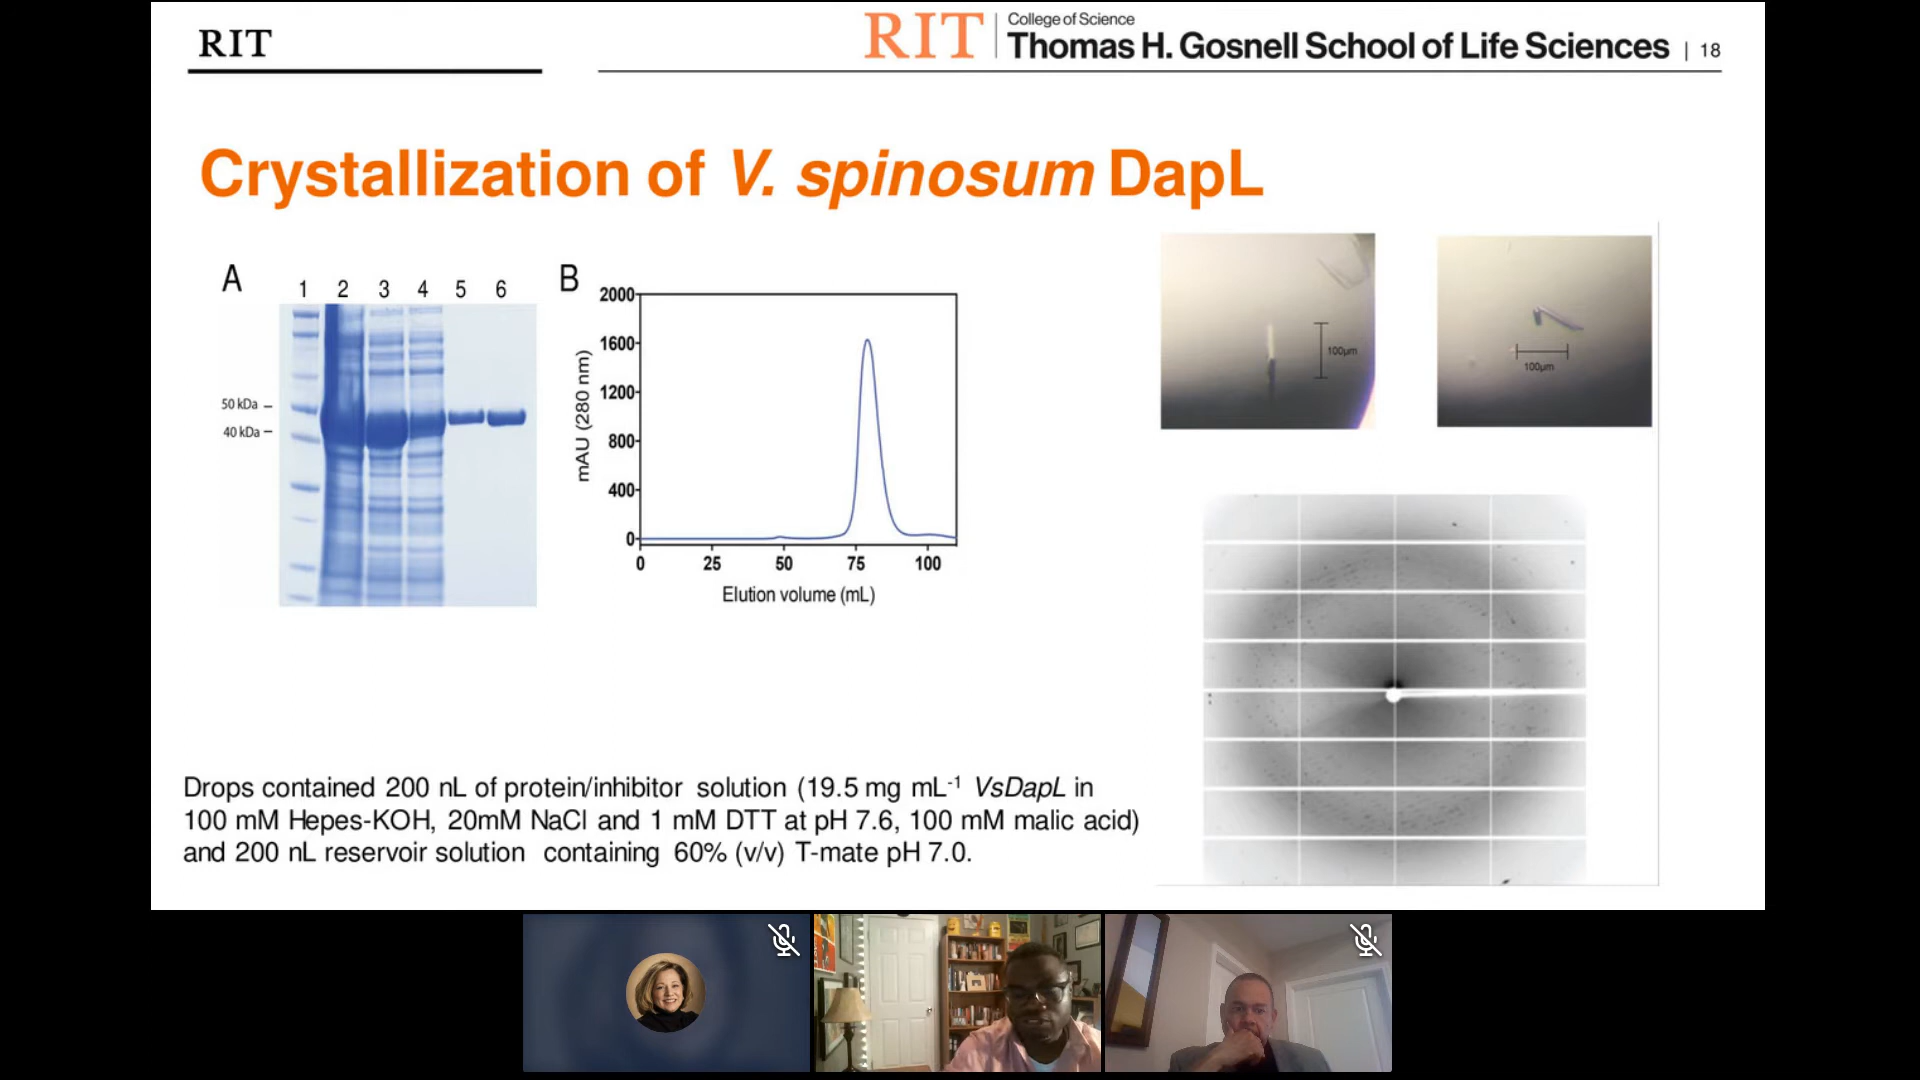 RIT
RIT
College of Science
Thomas H. Gosnell School of Life Sciences | 18
Crystallization of V. spinosum DapL
A
1 2 3 4 5 6
50 kDa –
40 kDa –
B
2000
1600
1200
800
400
0
mAU (280 nm)
0 25 50 75 100
Elution volume (mL)
100µm
100µm
Drops contained 200 nL of protein/inhibitor solution (19.5 mg mL⁻¹ VsDapL in
100 mM Hepes-KOH, 20mM NaCl and 1 mM DTT at pH 7.6, 100 mM malic acid)
and 200 nL reservoir solution containing 60% (v/v) T-mate pH 7.0.